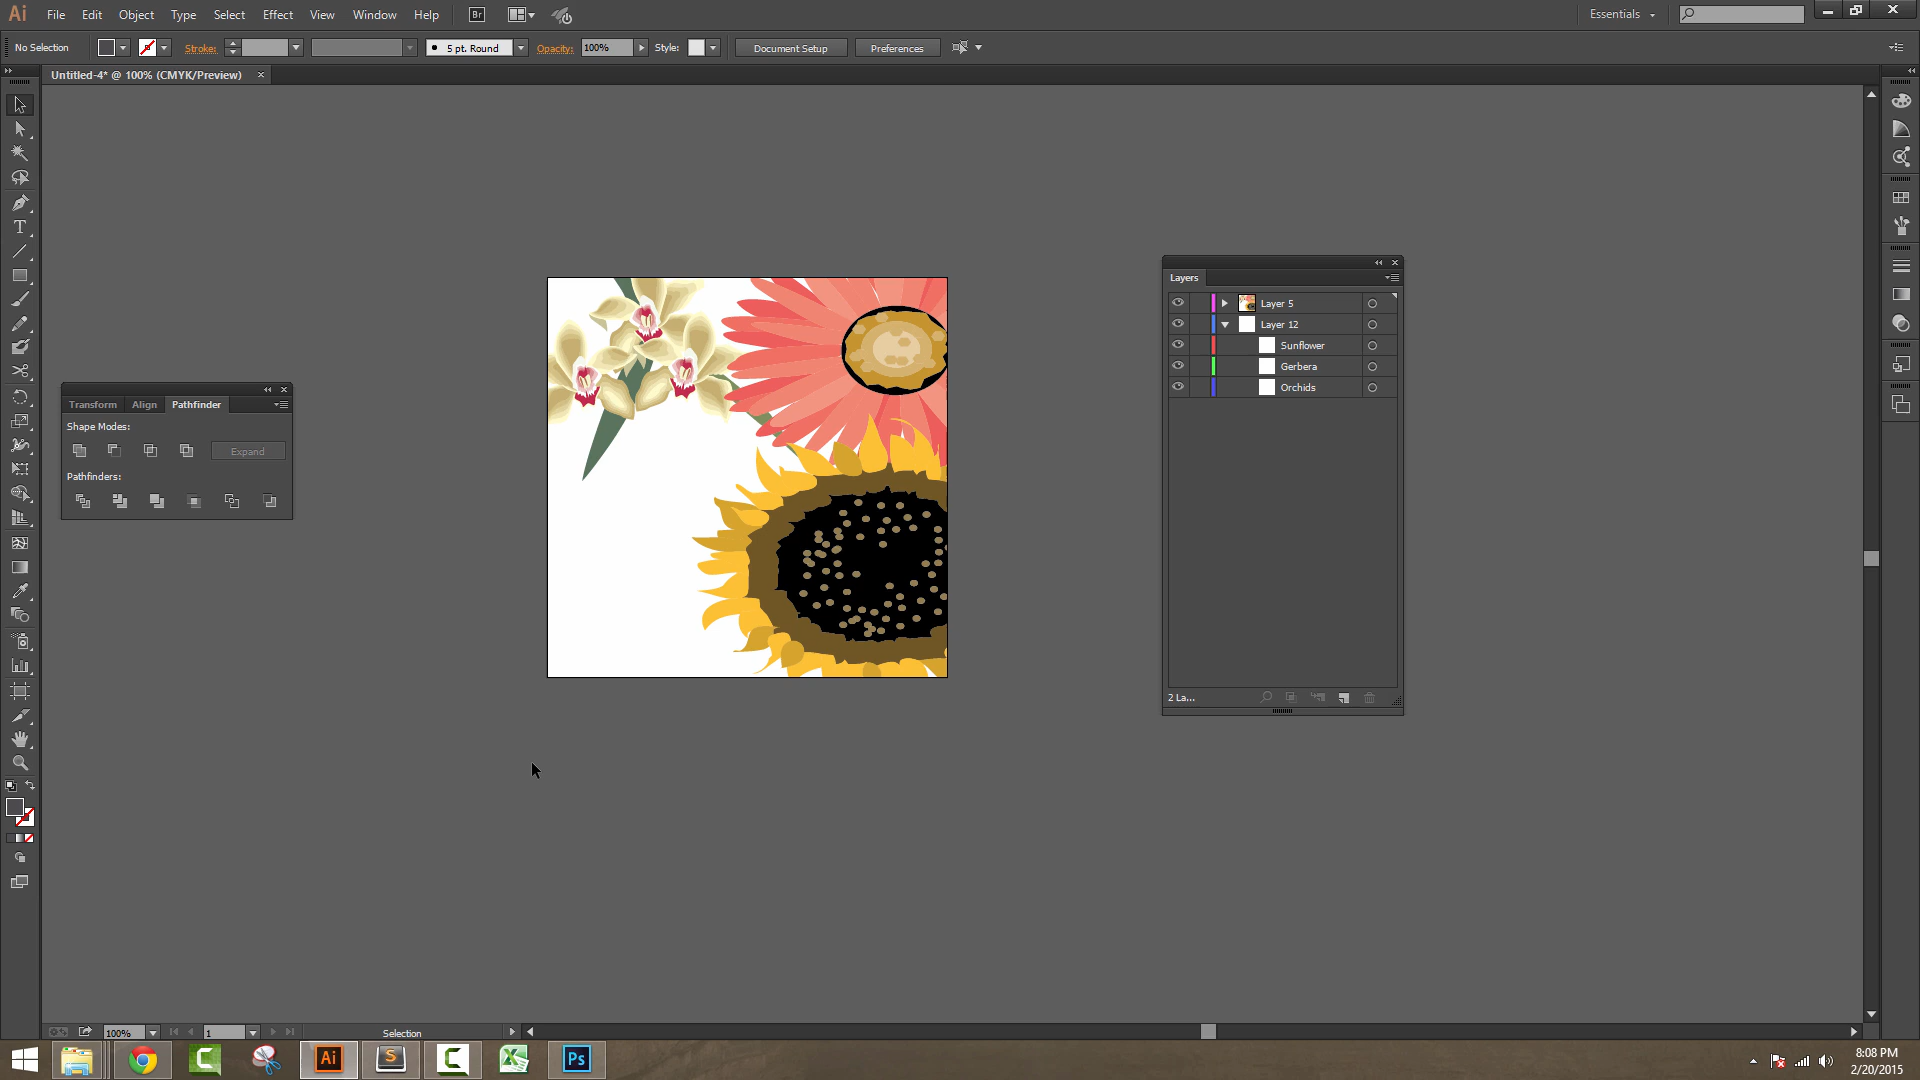 Ai File Edit Object Type Select Effect View Window Help Br Essentials
No Selection Stroke: 5 pt. Round Opacity: 100% Style: Document Setup Preferences
Untitled-4* @ 100% (CMYK/Preview)
Layers
Layer 5
Layer 12
Sunflower
Gerbera
Orchids
2 La...
Transform Align Pathfinder
Shape Modes:
Expand
Pathfinders:
T
100% 1 Selection
Ai S C X Ps
8:08 PM
2/20/2015